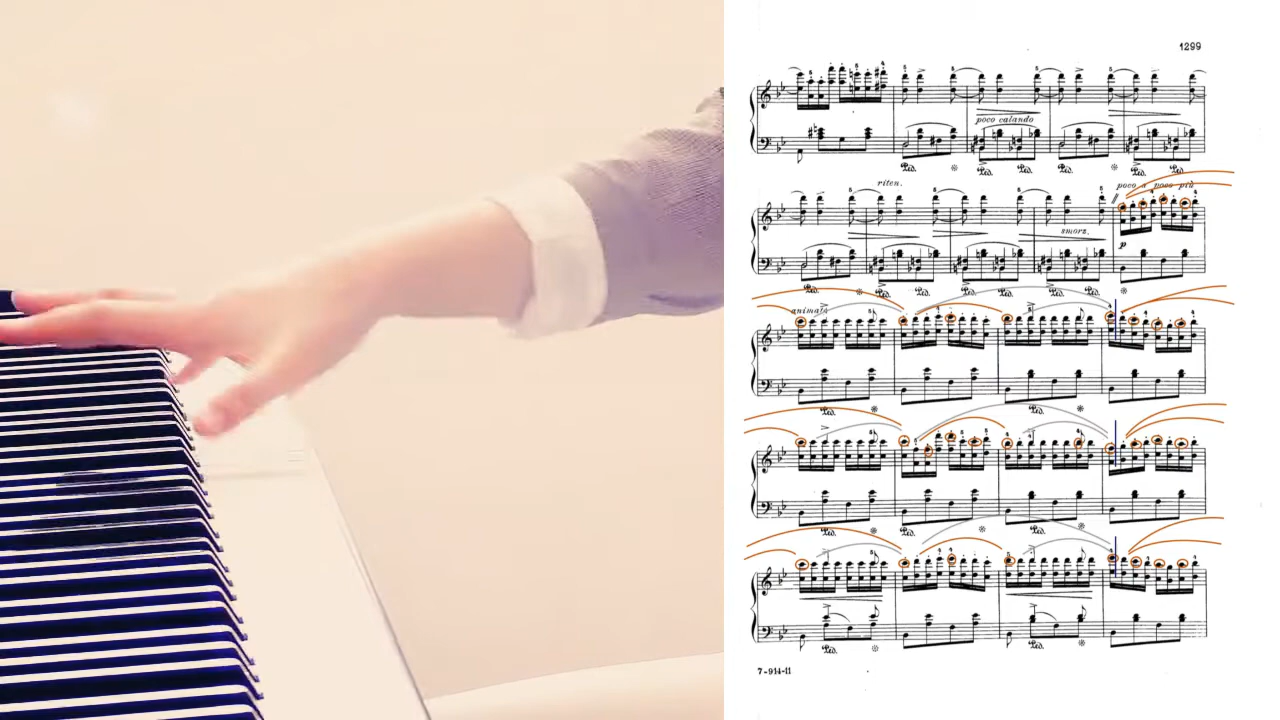 1299
poco calando
riten.
poco a poco più
smorz.
p
animato
7-914-11